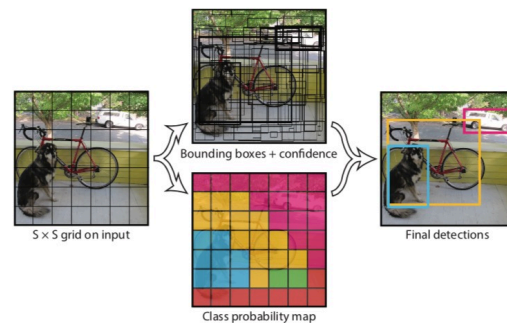 Bounding boxes + confidence
S × S grid on input
Final detections
Class probability map